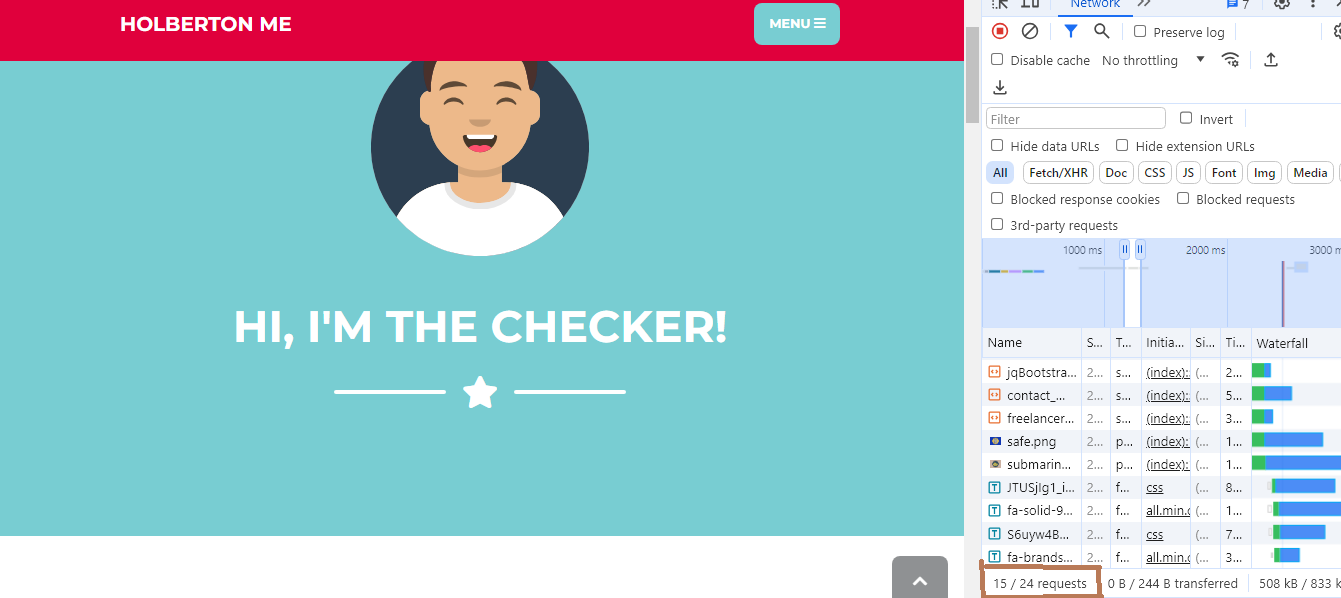 HOLBERTON ME
MENU
HI, I'M THE CHECKER!
Network
7
Preserve log
Disable cache No throttling
Filter
Invert
Hide data URLs Hide extension URLs
All Fetch/XHR Doc CSS JS Font Img Media
Blocked response cookies Blocked requests
3rd-party requests
1000 ms 2000 ms 3000 m
Name S... T... Initia... Si... Ti... Waterfall
jqBootstra... 2... s... (index): (... 2...
contact_... 2... s... (index): (... 5...
freelancer... 2... s... (index): (... 3...
safe.png 2... p... (index): (... 1...
submarin... 2... p... (index): (... 1...
JTUSjIg1_i... 2... f... css (... 8...
fa-solid-9... 2... f... all.min.c (... 1...
S6uyw4B... 2... f... css (... 7...
fa-brands... 2... f... all.min.c (... 3...
15 / 24 requests 0 B / 244 B transferred 508 kB / 833 k